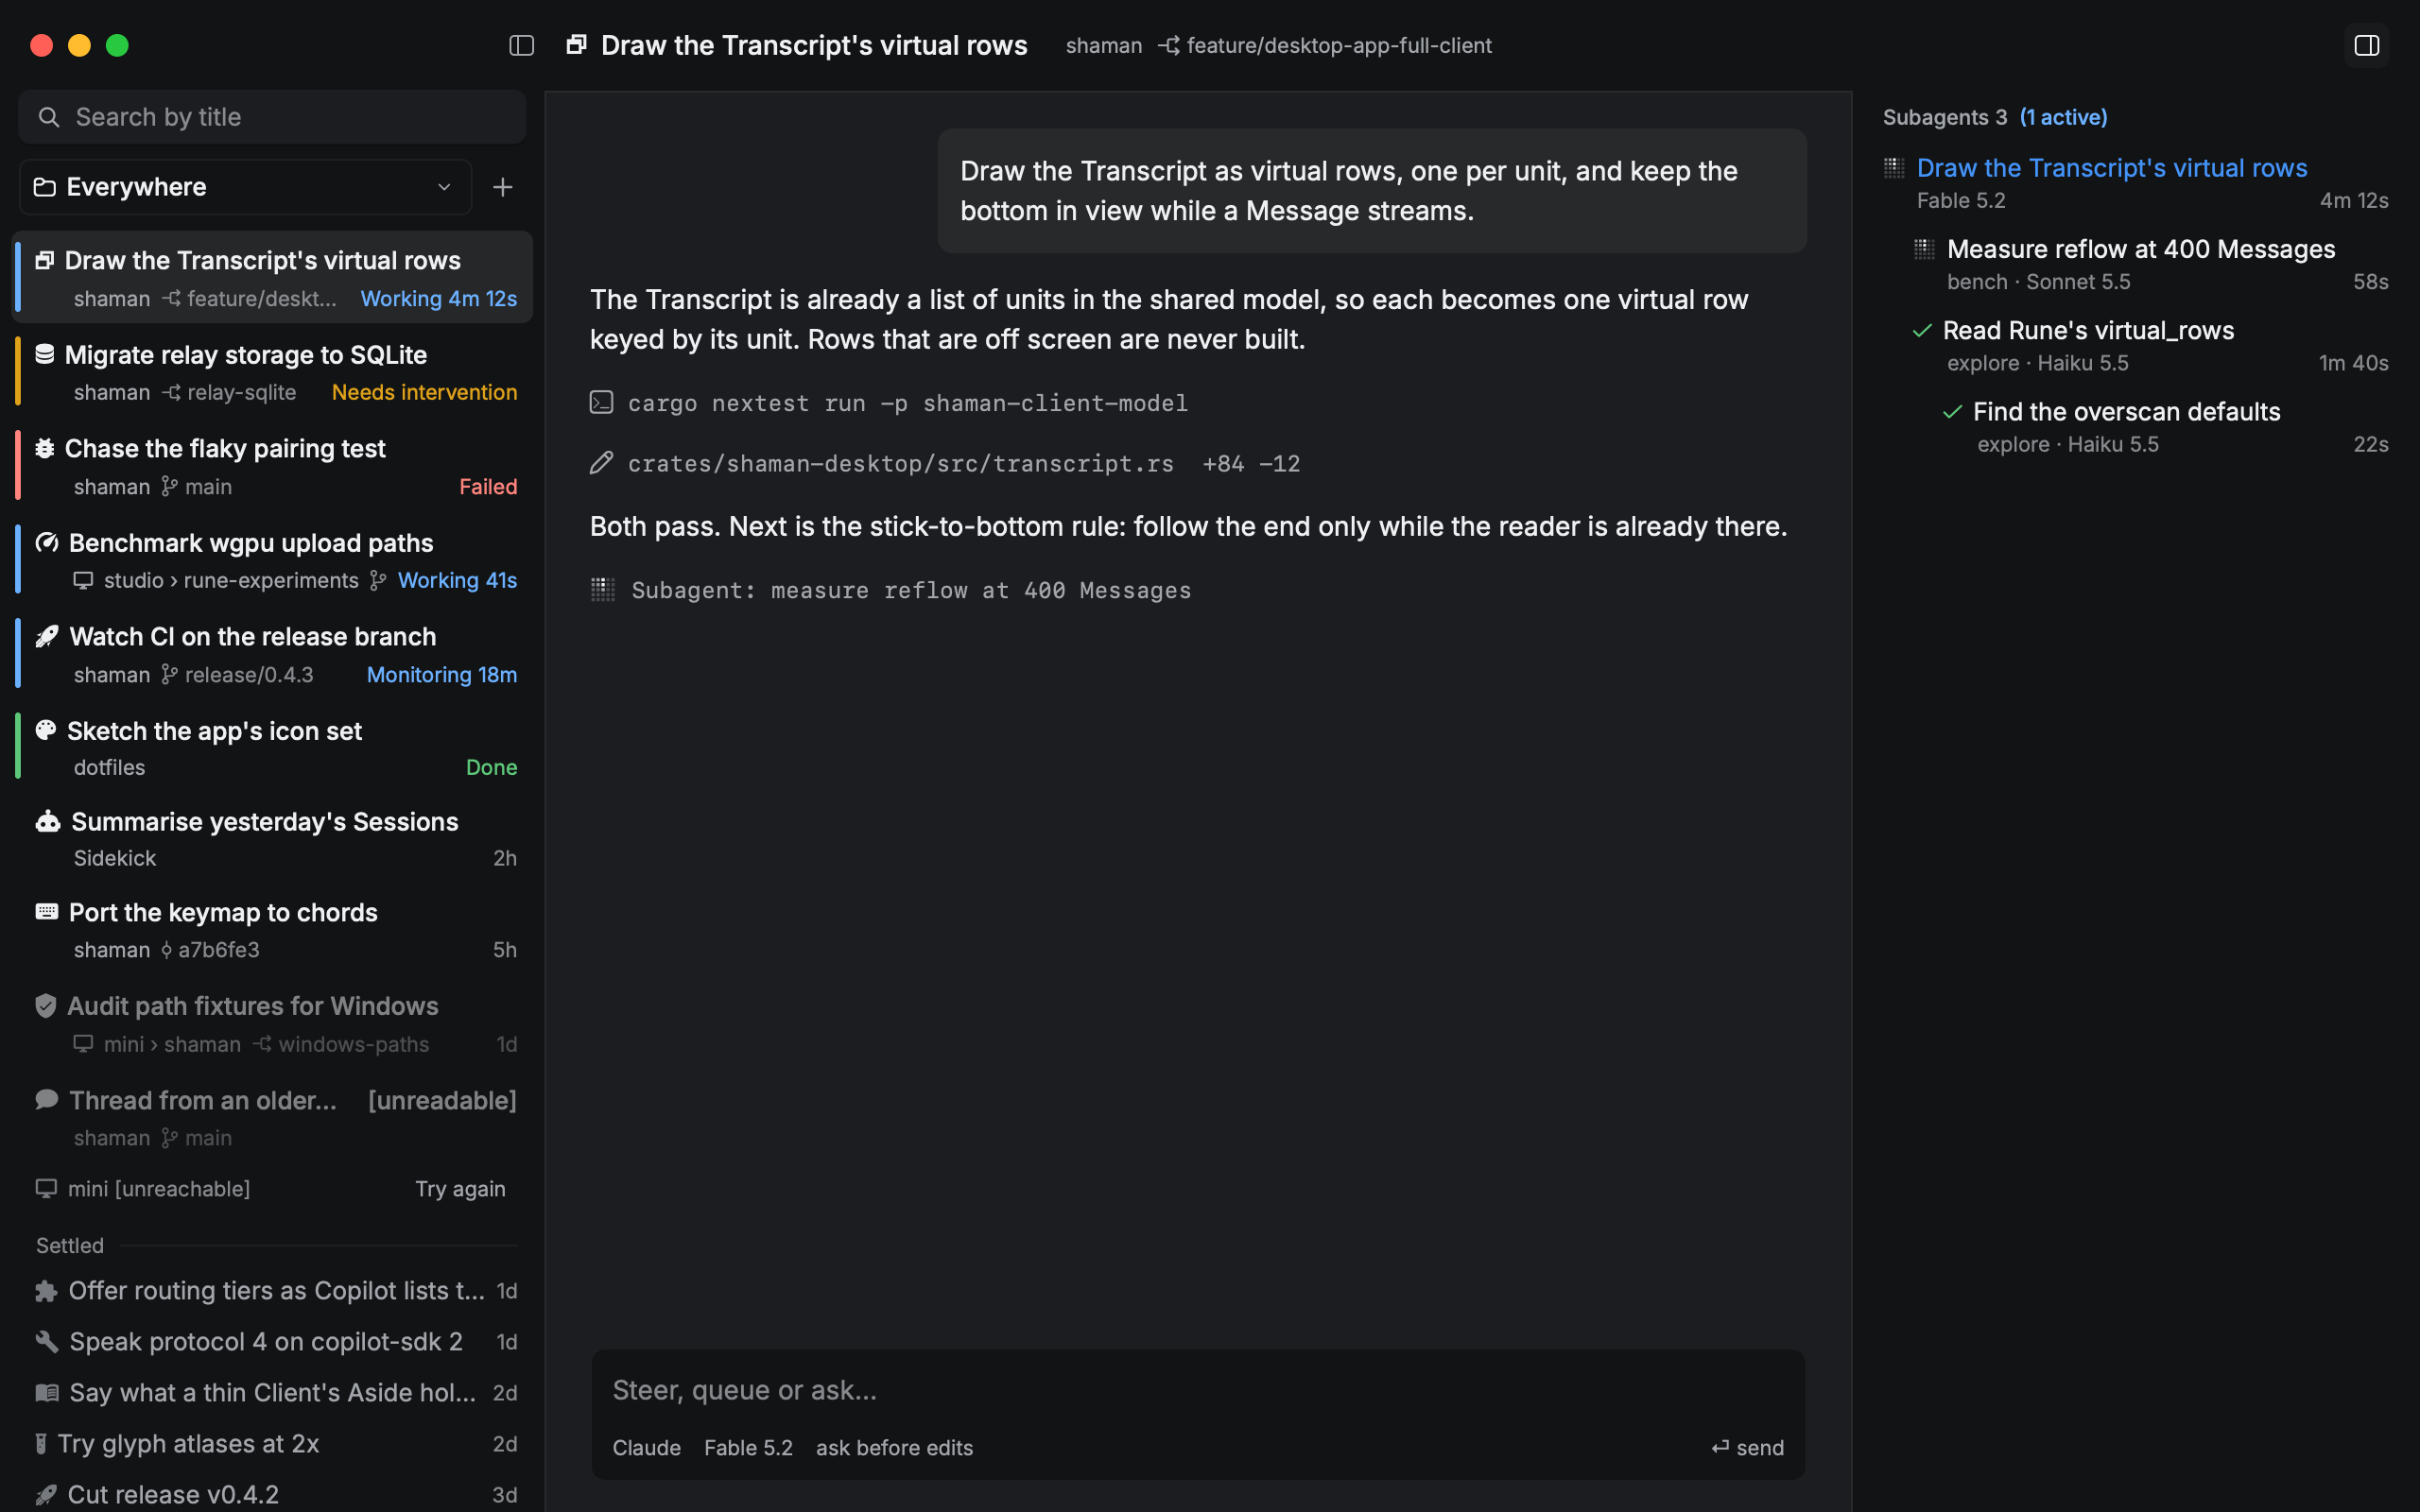 Draw the Transcript's virtual rows shaman feature/desktop-app-full-client
Search by title
Everywhere
Draw the Transcript's virtual rows
shaman feature/deskt... Working 4m 12s
Migrate relay storage to SQLite
shaman relay-sqlite Needs intervention
Chase the flaky pairing test
shaman main Failed
Benchmark wgpu upload paths
studio › rune-experiments Working 41s
Watch CI on the release branch
shaman release/0.4.3 Monitoring 18m
Sketch the app's icon set
dotfiles Done
Summarise yesterday's Sessions
Sidekick 2h
Port the keymap to chords
shaman a7b6fe3 5h
Audit path fixtures for Windows
mini › shaman windows-paths 1d
Thread from an older... [unreadable]
shaman main
mini [unreachable] Try again
Settled
Offer routing tiers as Copilot lists t... 1d
Speak protocol 4 on copilot-sdk 2 1d
Say what a thin Client's Aside hol... 2d
Try glyph atlases at 2x 2d
Cut release v0.4.2 3d
Draw the Transcript as virtual rows, one per unit, and keep the
bottom in view while a Message streams.
The Transcript is already a list of units in the shared model, so each becomes one virtual row
keyed by its unit. Rows that are off screen are never built.
cargo nextest run -p shaman-client-model
crates/shaman-desktop/src/transcript.rs +84 -12
Both pass. Next is the stick-to-bottom rule: follow the end only while the reader is already there.
Subagent: measure reflow at 400 Messages
Steer, queue or ask...
Claude Fable 5.2 ask before edits send
Subagents 3 (1 active)
Draw the Transcript's virtual rows
Fable 5.2 4m 12s
Measure reflow at 400 Messages
bench · Sonnet 5.5 58s
Read Rune's virtual_rows
explore · Haiku 5.5 1m 40s
Find the overscan defaults
explore · Haiku 5.5 22s